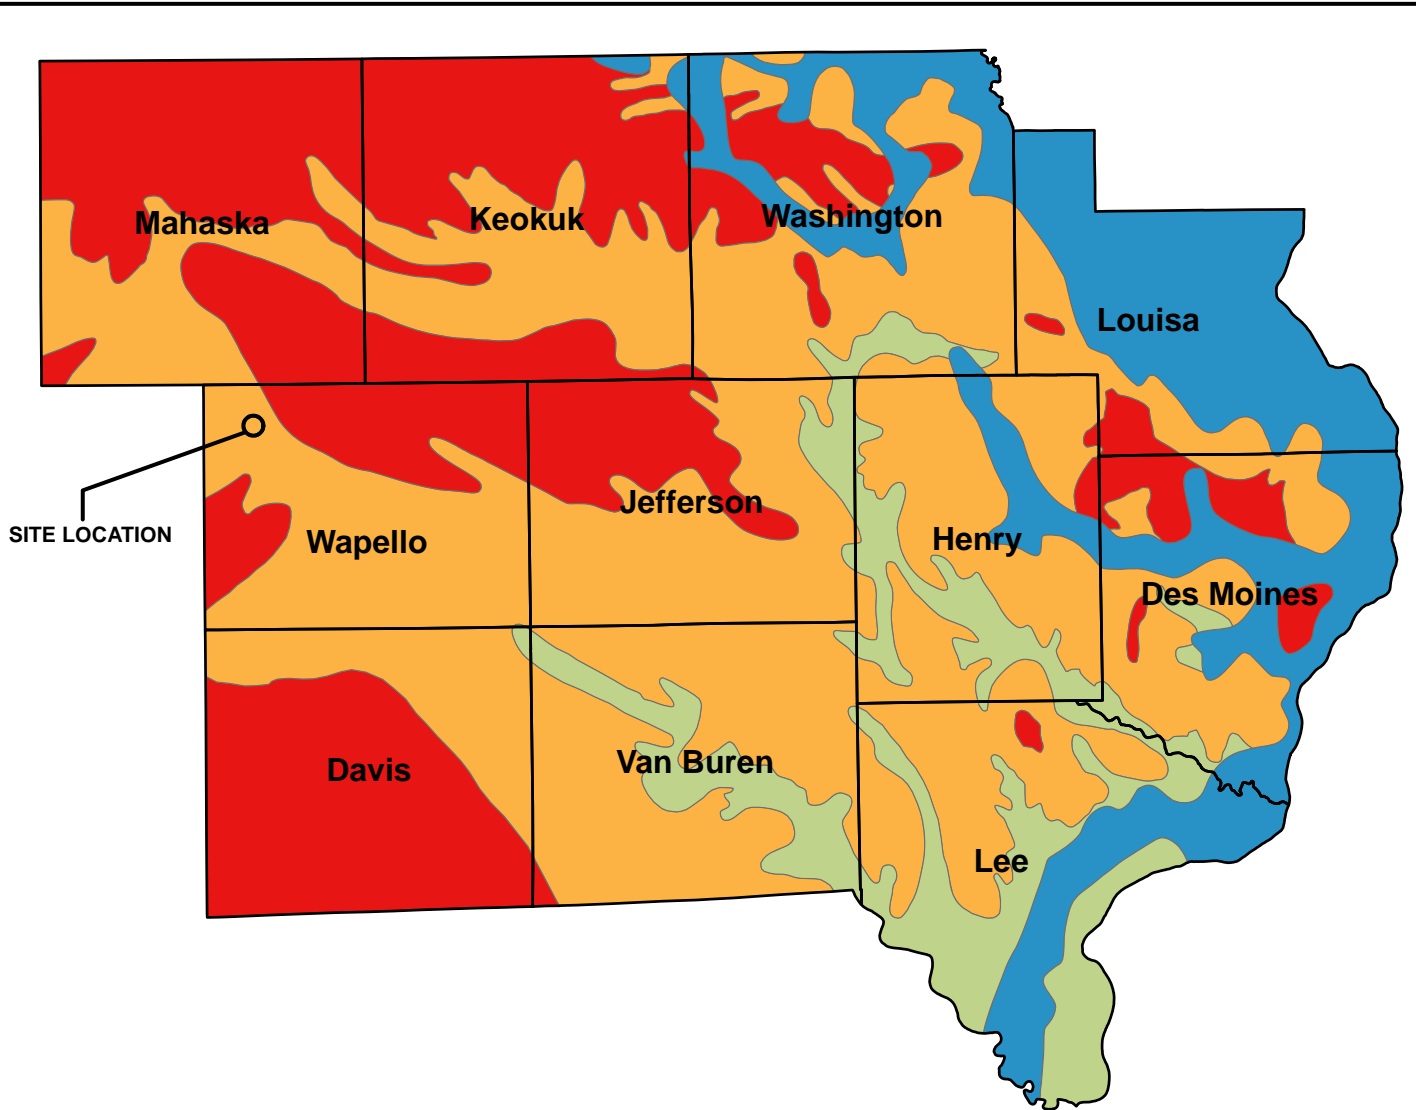 Mahaska
Keokuk
Washington
Louisa
SITE LOCATION
Wapello
Jefferson
Henry
Des Moines
Davis
Van Buren
Lee